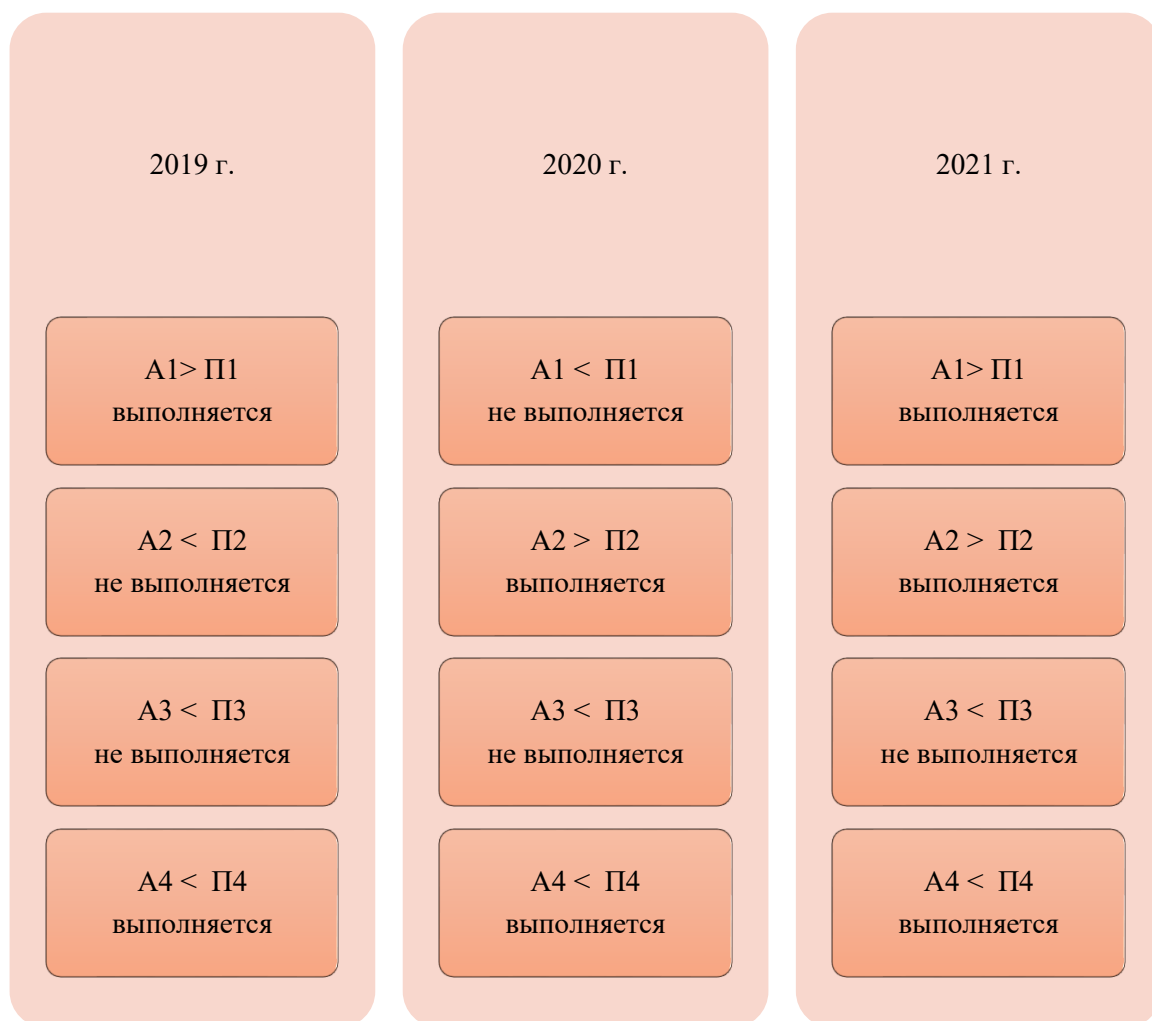 2019 г.
А1> П1
выполняется
А2 < П2
не выполняется
А3 < П3
не выполняется
А4 < П4
выполняется
2020 г.
А1 < П1
не выполняется
А2 > П2
выполняется
А3 < П3
не выполняется
А4 < П4
выполняется
2021 г.
А1> П1
выполняется
А2 > П2
выполняется
А3 < П3
не выполняется
А4 < П4
выполняется